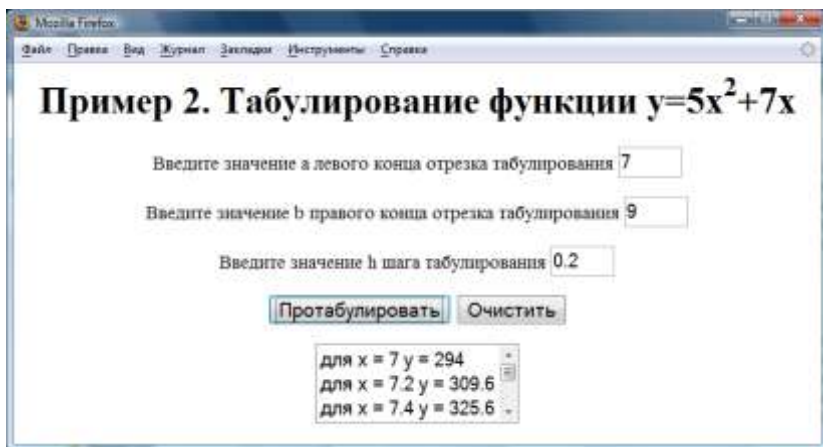 Mozilla Firefox
Файл Правка Вид Журнал Закладки Инструменты Справка
Пример 2. Табулирование функции y=5x²+7x
Введите значение a левого конца отрезка табулирования 7
Введите значение b правого конца отрезка табулирования 9
Введите значение h шага табулирования 0.2
Протабулировать Очистить
для x = 7 y = 294
для x = 7.2 y = 309.6
для x = 7.4 y = 325.6